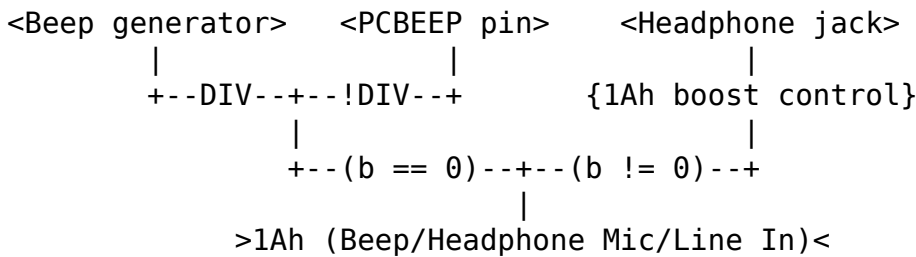 <Beep generator>   <PCBEEP pin>    <Headphone jack>
         |                  |                  |
         +--DIV--+--!DIV--+       {1Ah boost control}
                 |                             |
                 +--(b == 0)--+--(b != 0)--+
                               |
               >1Ah (Beep/Headphone Mic/Line In)<